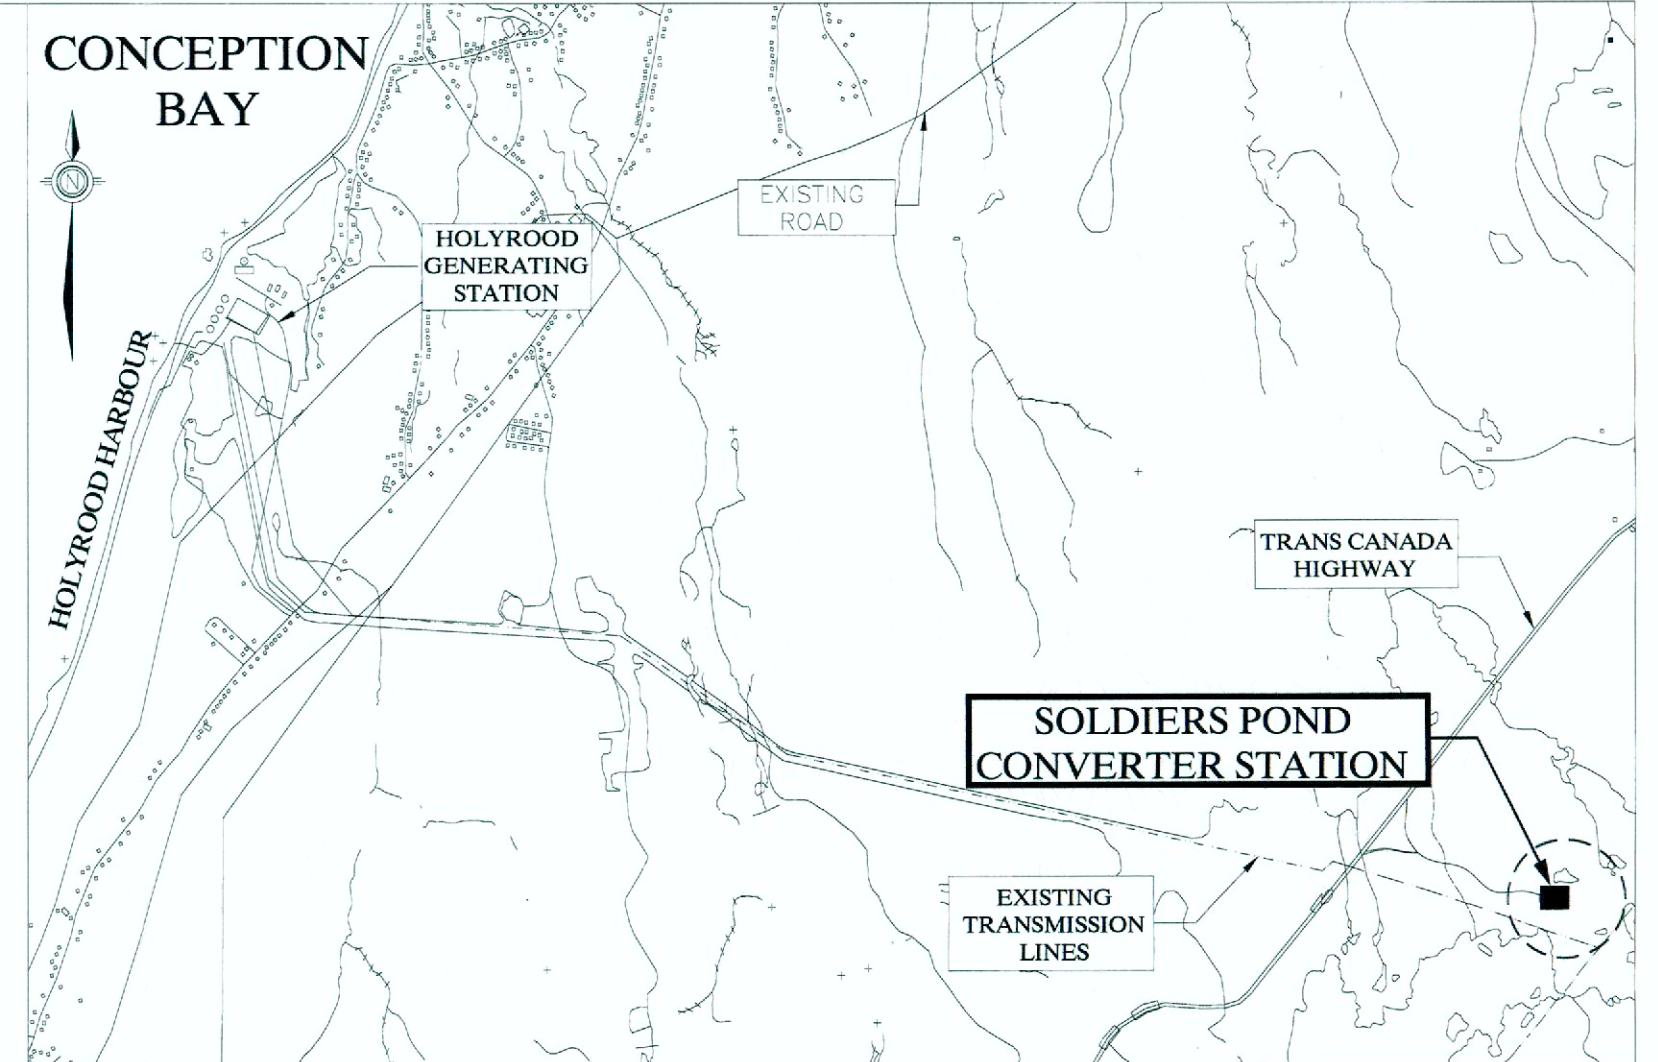 CONCEPTION
BAY
N
EXISTING
ROAD
HOLYROOD
GENERATING
STATION
HOLYROOD HARBOUR
TRANS CANADA
HIGHWAY
SOLDIERS POND
CONVERTER STATION
EXISTING
TRANSMISSION
LINES